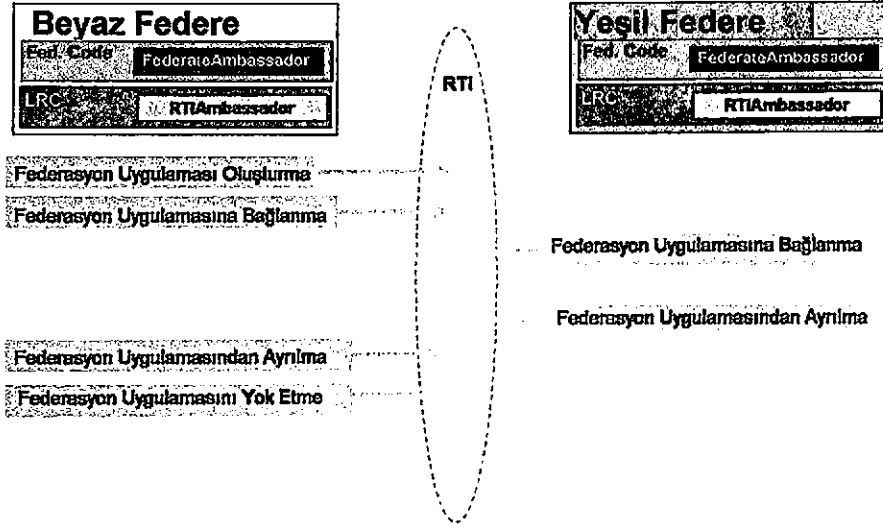 Beyaz Federe
Fed. Code
FederateAmbassador
LRC
RTIAmbassador
RTI
Yeşil Federe
Fed. Code
FederateAmbassador
LRC
RTIAmbassador
Federasyon Uygulaması Oluşturma
Federasyon Uygulamasına Bağlanma
Federasyon Uygulamasına Bağlanma
Federasyon Uygulamasından Ayrılma
Federasyon Uygulamasından Ayrılma
Federasyon Uygulamasını Yok Etme